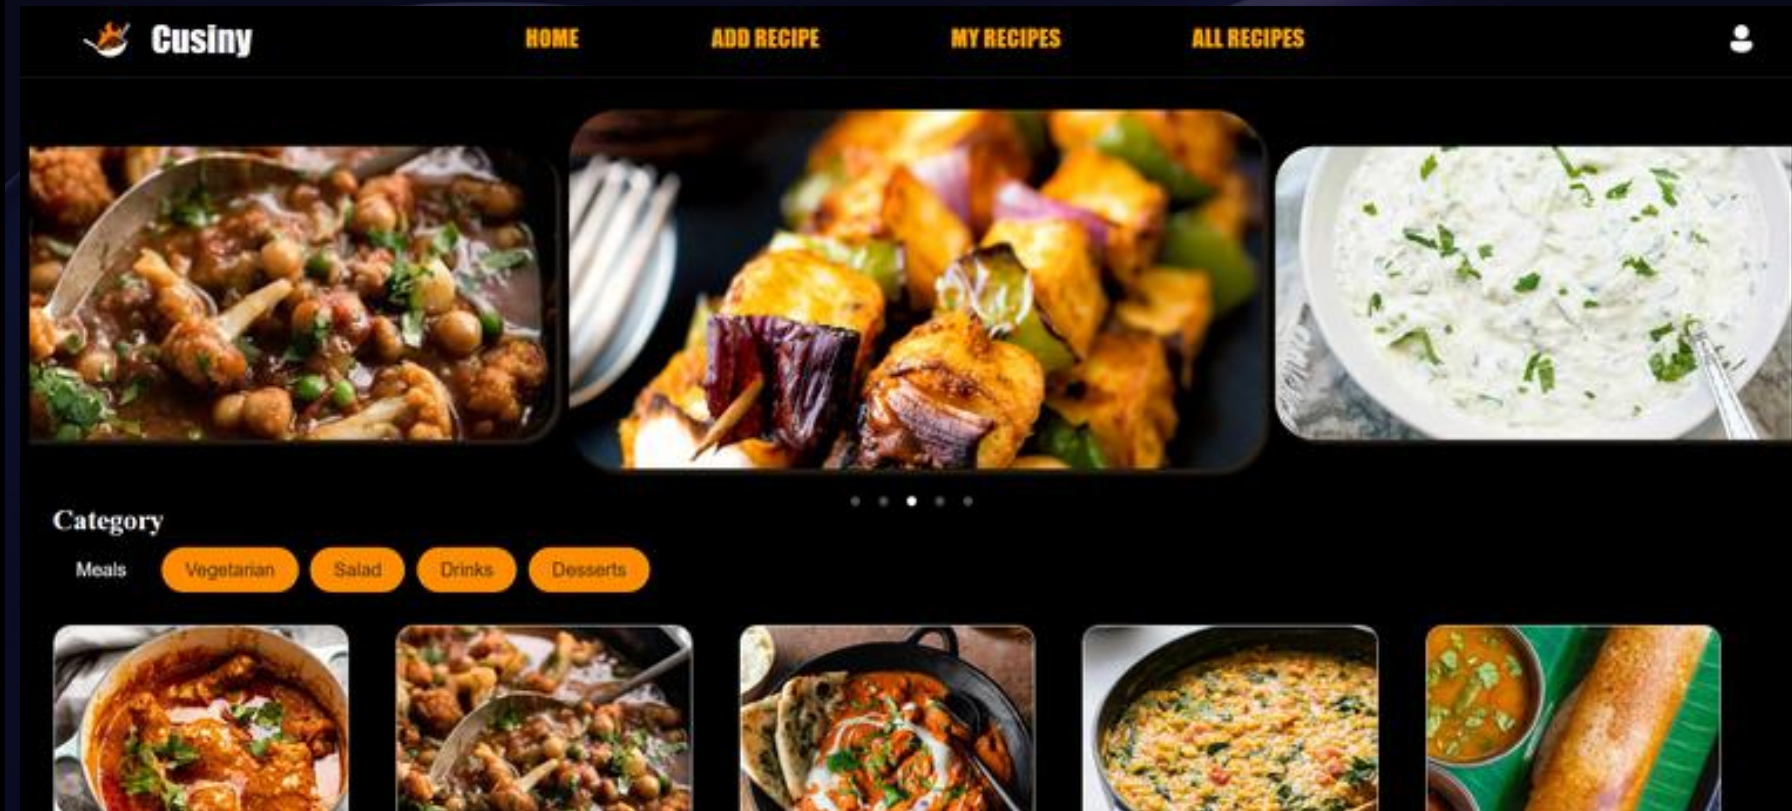 Cusiny
HOME ADD RECIPE MY RECIPES ALL RECIPES
Category
Meals Vegetarian Salad Drinks Desserts